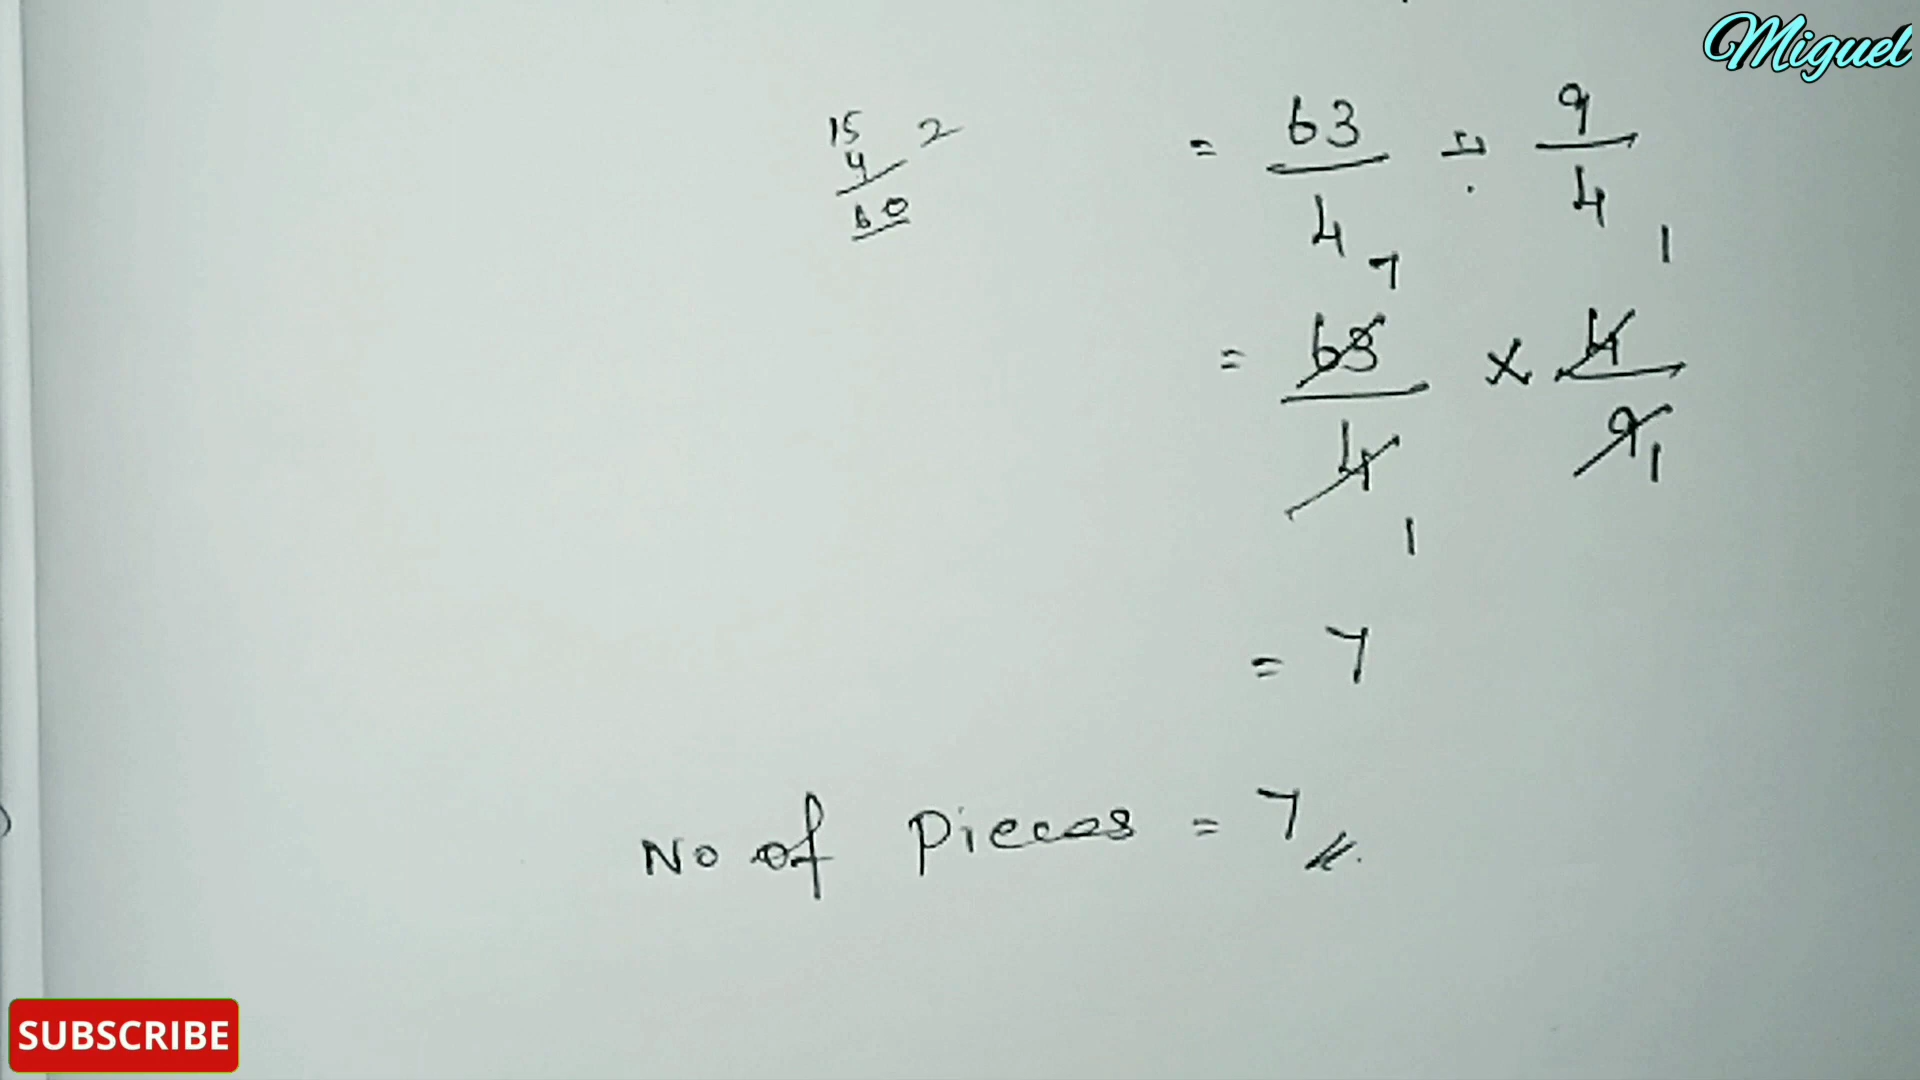 Miguel
15
4 2
60
= 63/4 ÷ 9/4
7 1
= 63/4 × 4/9
1 1
= 7
No of Pieces = 7
SUBSCRIBE